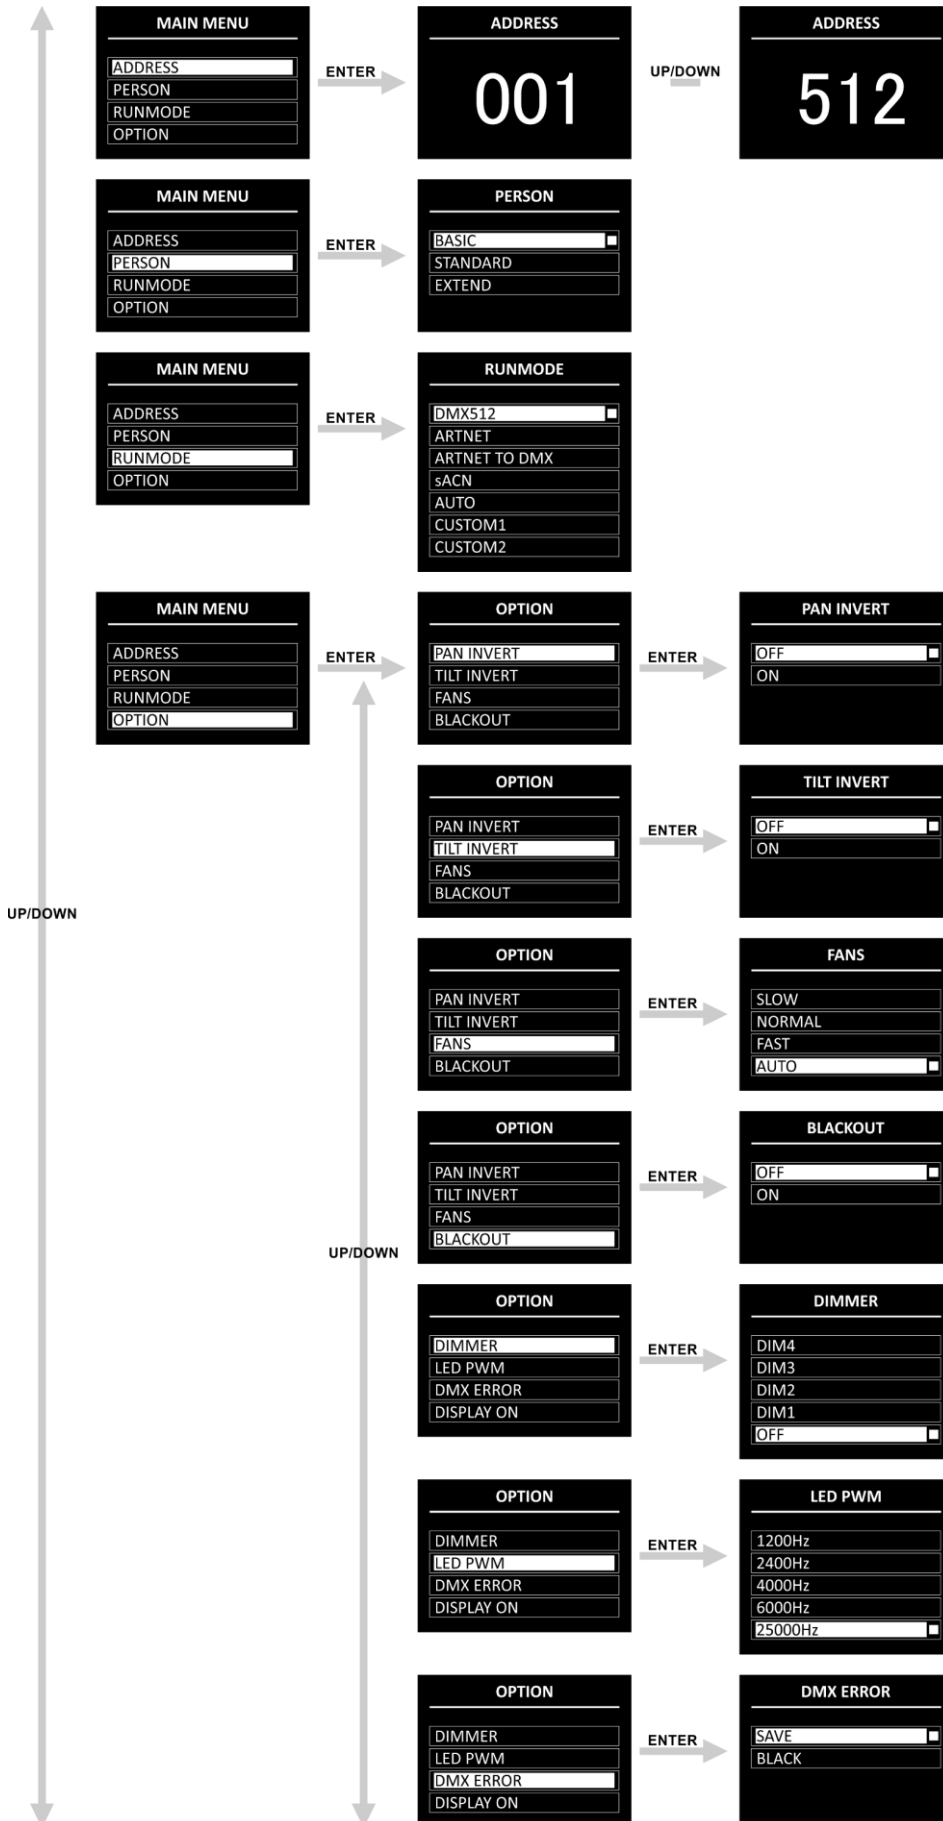 MAIN MENU
ADDRESS
PERSON
RUNMODE
OPTION
ENTER
ADDRESS
001
UP/DOWN
ADDRESS
512
MAIN MENU
ADDRESS
PERSON
RUNMODE
OPTION
ENTER
PERSON
BASIC
STANDARD
EXTEND
MAIN MENU
ADDRESS
PERSON
RUNMODE
OPTION
ENTER
RUNMODE
DMX512
ARTNET
ARTNET TO DMX
sACN
AUTO
CUSTOM1
CUSTOM2
MAIN MENU
ADDRESS
PERSON
RUNMODE
OPTION
ENTER
OPTION
PAN INVERT
TILT INVERT
FANS
BLACKOUT
ENTER
PAN INVERT
OFF
ON
OPTION
PAN INVERT
TILT INVERT
FANS
BLACKOUT
ENTER
TILT INVERT
OFF
ON
UP/DOWN
OPTION
PAN INVERT
TILT INVERT
FANS
BLACKOUT
ENTER
FANS
SLOW
NORMAL
FAST
AUTO
OPTION
PAN INVERT
TILT INVERT
FANS
BLACKOUT
ENTER
BLACKOUT
OFF
ON
UP/DOWN
OPTION
DIMMER
LED PWM
DMX ERROR
DISPLAY ON
ENTER
DIMMER
DIM4
DIM3
DIM2
DIM1
OFF
OPTION
DIMMER
LED PWM
DMX ERROR
DISPLAY ON
ENTER
LED PWM
1200Hz
2400Hz
4000Hz
6000Hz
25000Hz
OPTION
DIMMER
LED PWM
DMX ERROR
DISPLAY ON
ENTER
DMX ERROR
SAVE
BLACK